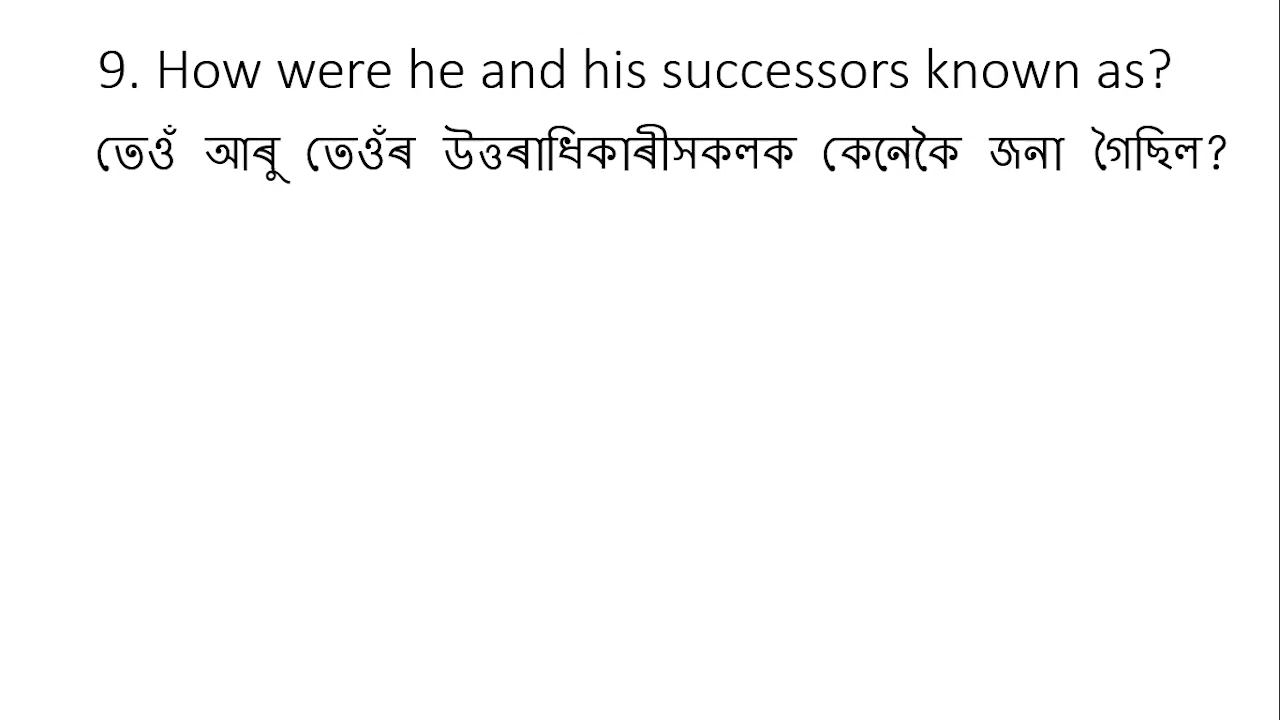 9. How were he and his successors known as?
তেওঁ আৰু তেওঁৰ উত্তৰাধিকাৰীসকলক কেনেকৈ জনা গৈছিল?